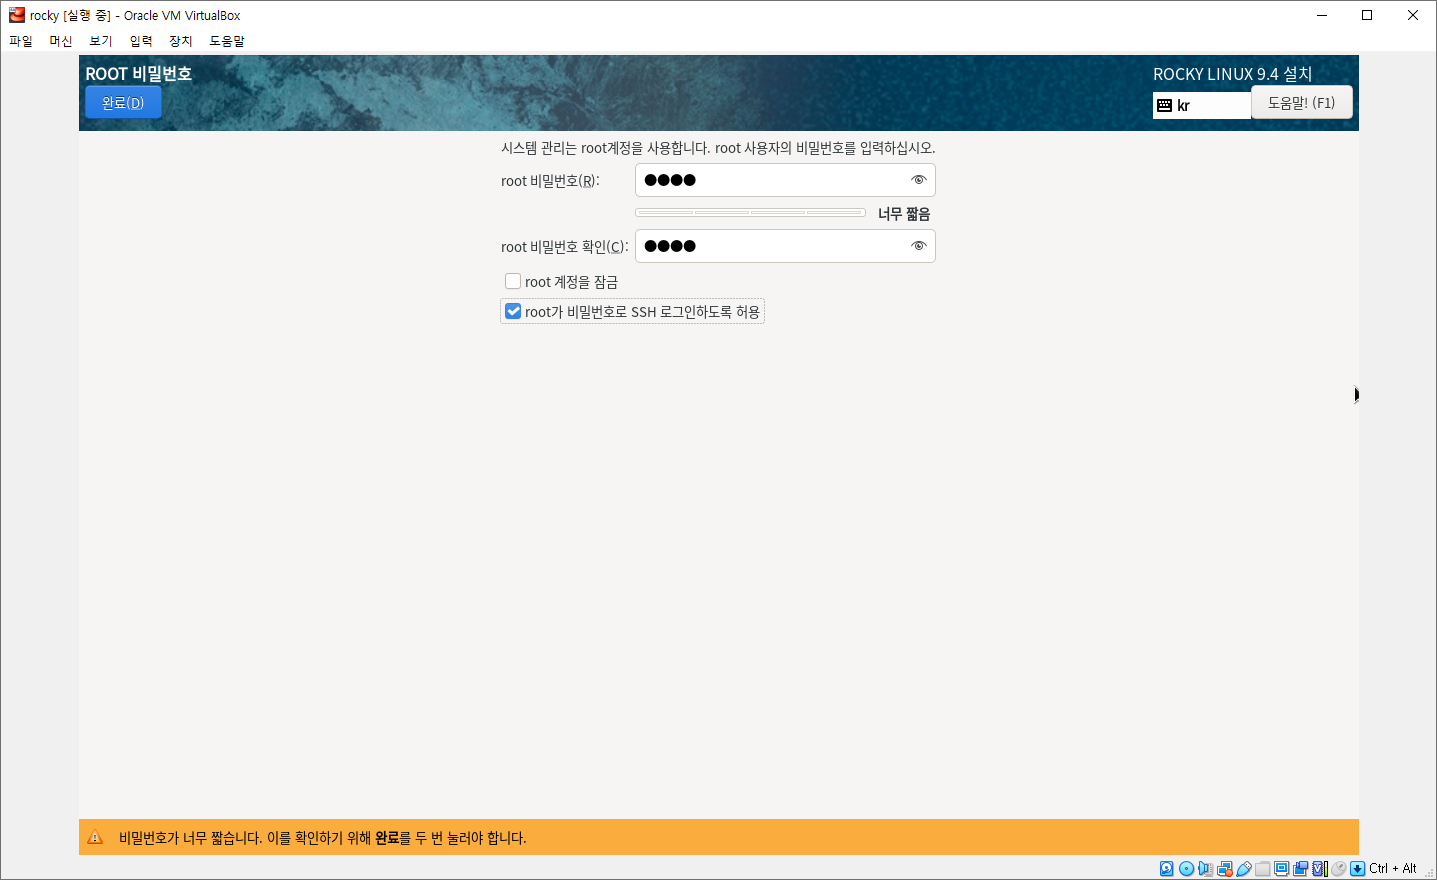 rocky [실행 중] - Oracle VM VirtualBox
파일 머신 보기 입력 장치 도움말
ROOT 비밀번호
ROCKY LINUX 9.4 설치
완료(D)
kr
도움말! (F1)
시스템 관리는 root계정을 사용합니다. root 사용자의 비밀번호를 입력하십시오.
root 비밀번호(R): ●●●●
너무 짧음
root 비밀번호 확인(C): ●●●●
root 계정을 잠금
root가 비밀번호로 SSH 로그인하도록 허용
비밀번호가 너무 짧습니다. 이를 확인하기 위해 완료를 두 번 눌러야 합니다.
Ctrl + Alt